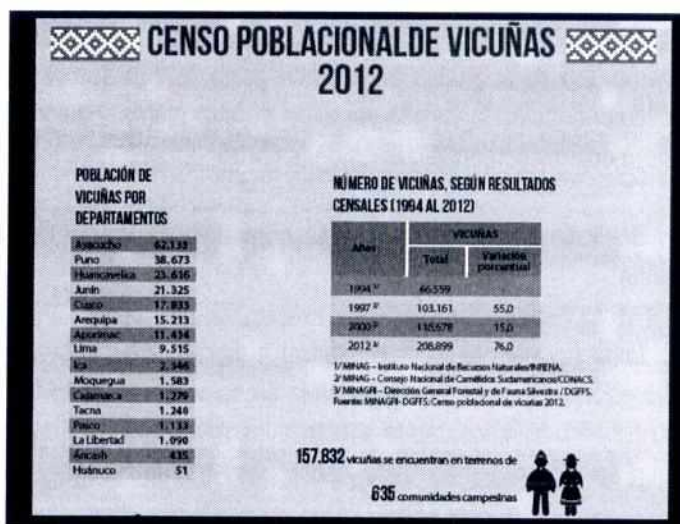 CENSO POBLACIONALDE VICUÑAS
2012
POBLACIÓN DE
VICUÑAS POR
DEPARTAMENTOS
Ayacucho 62.133
Puno 38.673
Huancavelica 23.616
Junín 21.325
Cusco 17.833
Arequipa 15.213
Apurímac 11.434
Lima 9.515
Ica 2.346
Moquegua 1.583
Cajamarca 1.279
Tacna 1.240
Pasco 1.133
La Libertad 1.090
Áncash 435
Huánuco 51
NÚMERO DE VICUÑAS, SEGÚN RESULTADOS
CENSALES (1994 AL 2012)
Años VICUÑAS
Total Variación porcentual
1994 1/ 66.559
1997 2/ 103.161 55,0
2000 2/ 118.678 15,0
2012 3/ 208.899 76,0
1/ MINAG – Instituto Nacional de Recursos Naturales/INRENA.
2/ MINAG – Consejo Nacional de Camélidos Sudamericanos/CONACS.
3/ MINAGRI – Dirección General Forestal y de Fauna Silvestre / DGFFS.
Fuente: MINAGRI- DGFFS. Censo poblacional de vicuñas 2012.
157.832 vicuñas se encuentran en terrenos de
635 comunidades campesinas